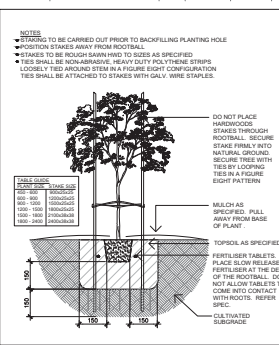 NOTES
STAKING TO BE CARRIED OUT PRIOR TO BACKFILLING PLANTING HOLE
POSITION STAKES AWAY FROM ROOTBALL
STAKES TO BE ROUGH SAWN HWD TO SIZES AS SPECIFIED
TIES SHALL BE NON-ABRASIVE, HEAVY DUTY POLYTHENE STRIPS
LOOSELY TIED AROUND STEM IN A FIGURE EIGHT CONFIGURATION
TIES SHALL BE ATTACHED TO STAKES WITH GALV. WIRE STAPLES.
DO NOT PLACE
HARDWOODS
STAKES THROUGH
ROOTBALL. SECURE
STAKE FIRMLY INTO
NATURAL GROUND.
SECURE TREE WITH
TIES BY LOOPING
TIES IN A FIGURE
EIGHT PATTERN
TABLE GUIDE
PLANT SIZE STAKE SIZE
450 - 600 900x25x25
600 - 900 1200x25x25
900 - 1200 1500x25x25
1200 - 1500 1800x25x25
1500 - 1800 2100x38x38
1800 - 2400 2400x38x38
MULCH AS
SPECIFIED. PULL
AWAY FROM BASE
OF PLANT
TOPSOIL AS SPECIFIED
FERTILISER TABLETS.
PLACE SLOW RELEASE
FERTILISER AT THE DE
OF THE ROOTBALL. DO
NOT ALLOW TABLETS T
COME INTO CONTACT
WITH ROOTS. REFER
SPEC.
CULTIVATED
SUBGRADE
150
150
150 150